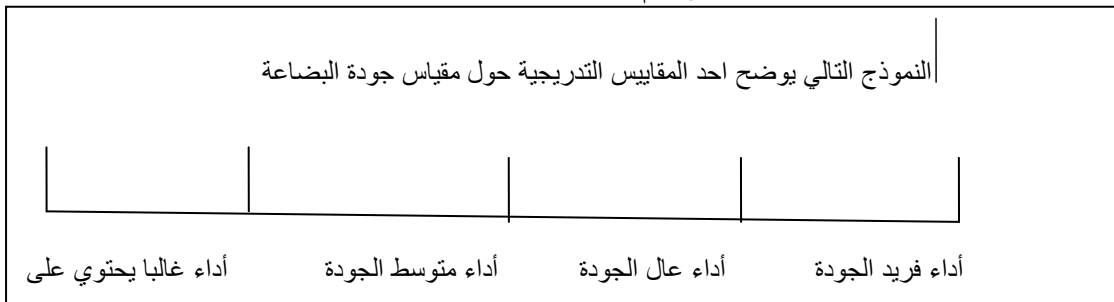 النموذج التالي يوضح احد المقاييس التدريجية حول مقياس جودة البضاعة
أداء فريد الجودة أداء عال الجودة أداء متوسط الجودة أداء غالبا يحتوي على